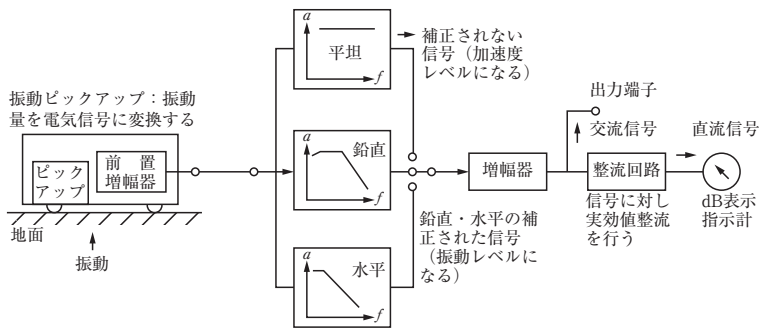 振動ピックアップ：振動
量を電気信号に変換する
ピック
アップ
前　置
増幅器
地面
振動
a
平坦
f
a
鉛直
f
a
水平
f
補正されない
信号（加速度
レベルになる）
鉛直・水平の補
正された信号
（振動レベルに
なる）
増幅器
出力端子
交流信号
整流回路
信号に対し
実効値整流
を行う
直流信号
dB表示
指示計